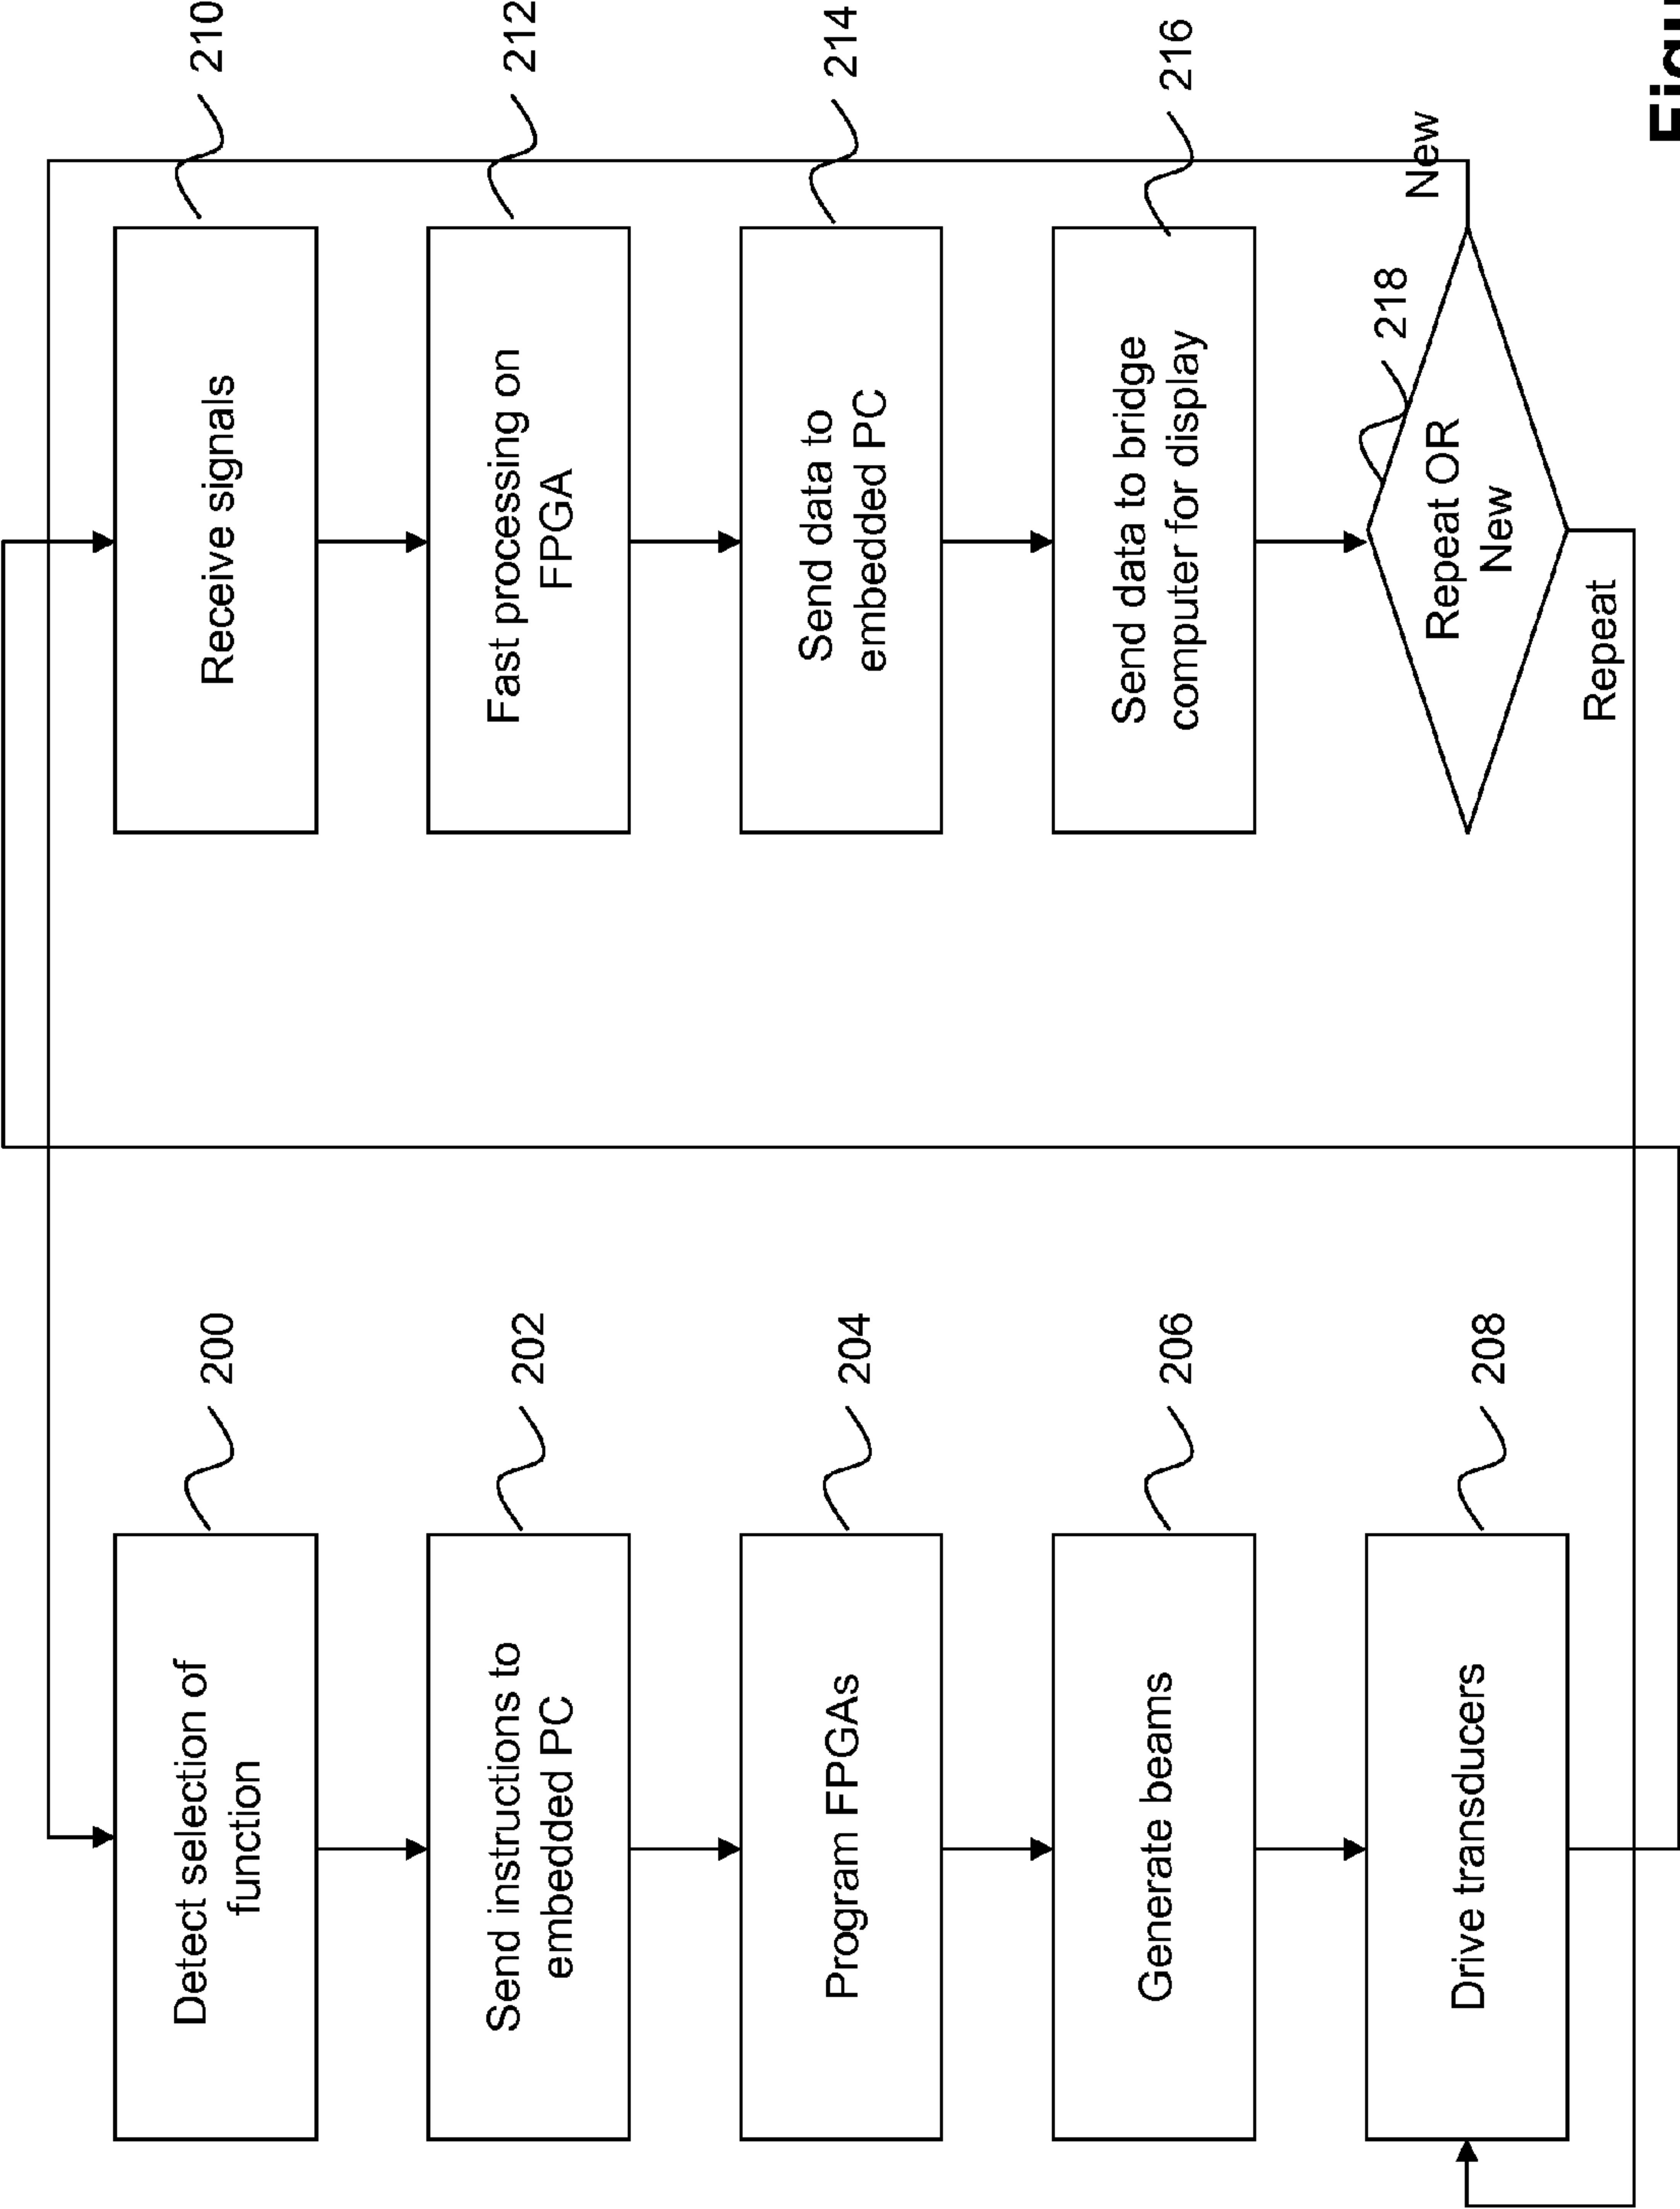 Detect selection of
function
200
Send instructions to
embedded PC
202
Program FPGAs
204
Generate beams
206
Drive transducers
208
Receive signals
210
Fast processing on
FPGA
212
Send data to
embedded PC
214
Send data to bridge
computer for display
216
Repeat OR
New
218
New
Repeat